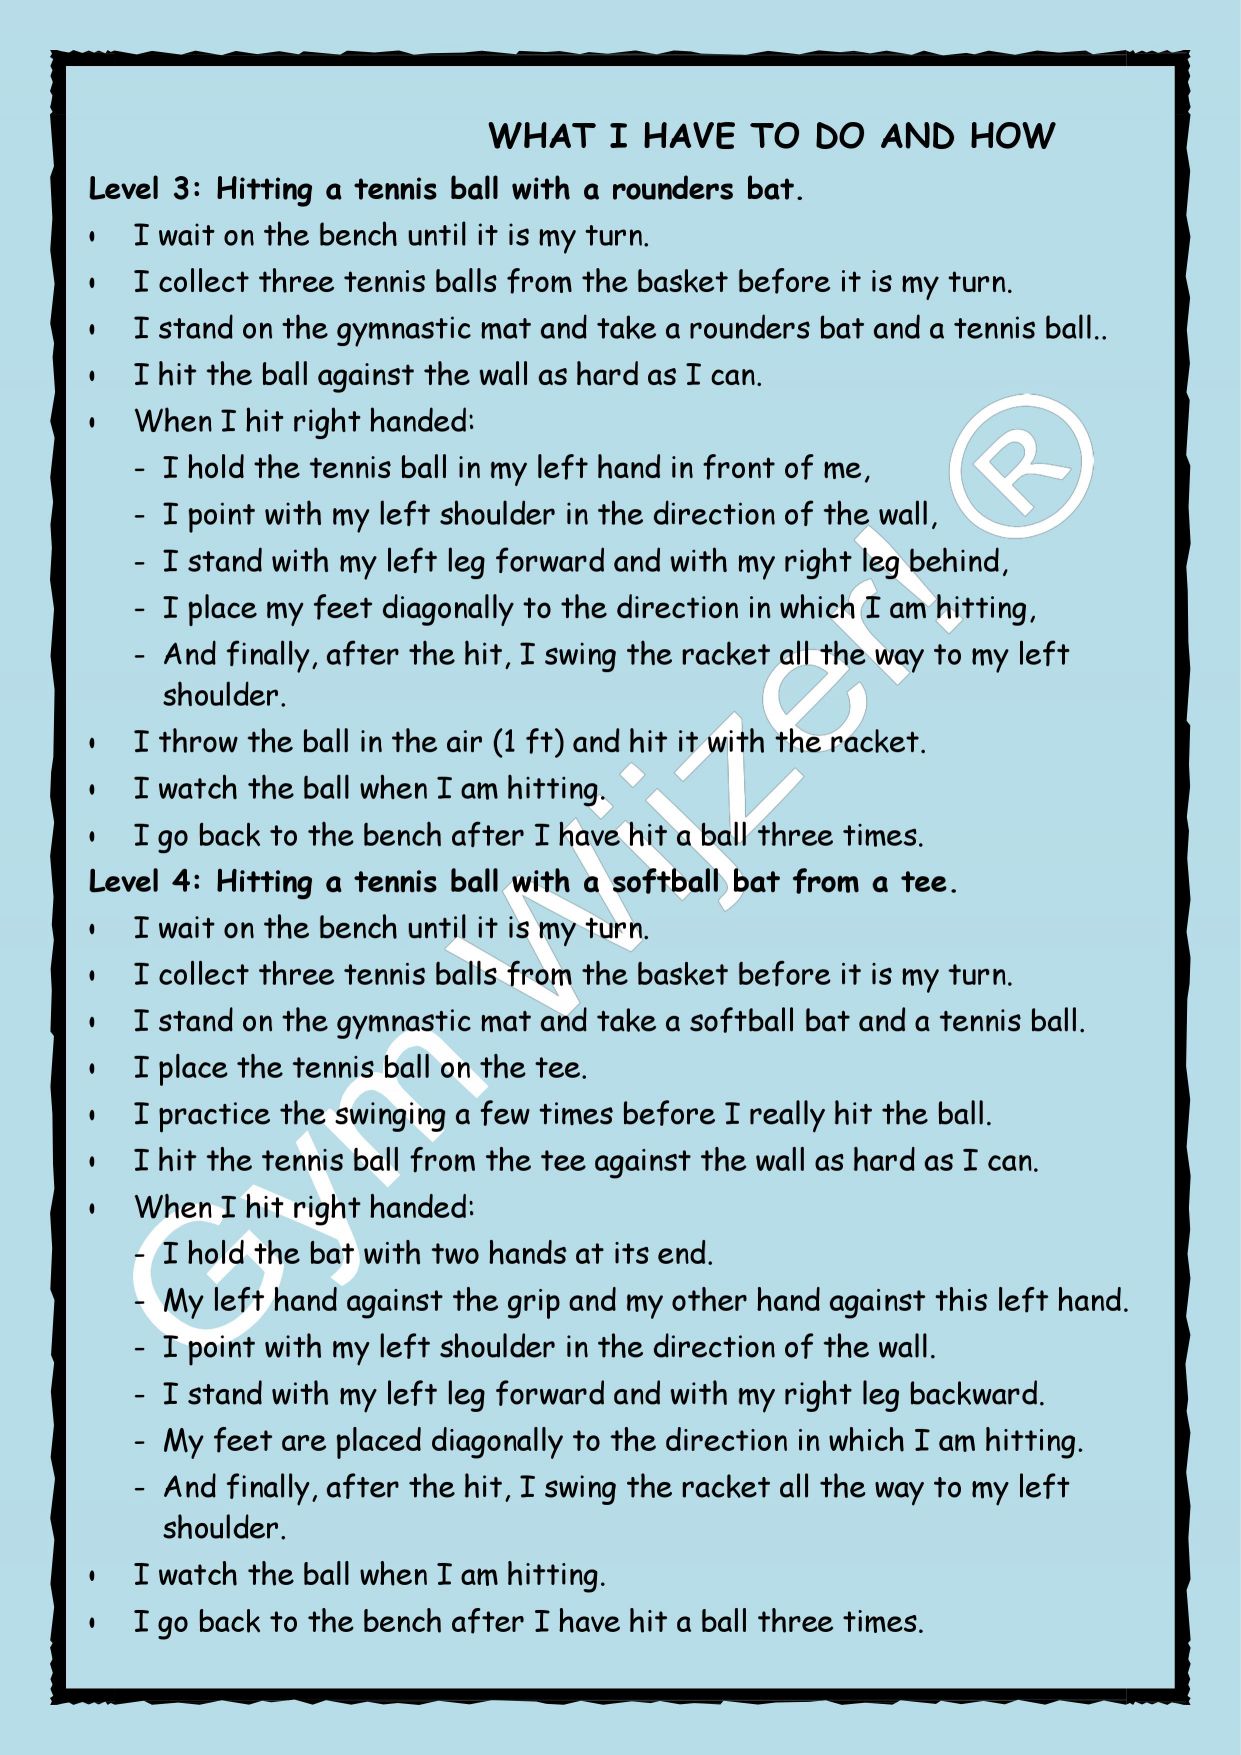 WHAT I HAVE TO DO AND HOW
Level 3: Hitting a tennis ball with a rounders bat.
• I wait on the bench until it is my turn.
• I collect three tennis balls from the basket before it is my turn.
• I stand on the gymnastic mat and take a rounders bat and a tennis ball..
• I hit the ball against the wall as hard as I can.
• When I hit right handed:
- I hold the tennis ball in my left hand in front of me,
- I point with my left shoulder in the direction of the wall,
- I stand with my left leg forward and with my right leg behind,
- I place my feet diagonally to the direction in which I am hitting,
- And finally, after the hit, I swing the racket all the way to my left
shoulder.
• I throw the ball in the air (1 ft) and hit it with the racket.
• I watch the ball when I am hitting.
• I go back to the bench after I have hit a ball three times.
Level 4: Hitting a tennis ball with a softball bat from a tee.
• I wait on the bench until it is my turn.
• I collect three tennis balls from the basket before it is my turn.
• I stand on the gymnastic mat and take a softball bat and a tennis ball.
• I place the tennis ball on the tee.
• I practice the swinging a few times before I really hit the ball.
• I hit the tennis ball from the tee against the wall as hard as I can.
• When I hit right handed:
- I hold the bat with two hands at its end.
- My left hand against the grip and my other hand against this left hand.
- I point with my left shoulder in the direction of the wall.
- I stand with my left leg forward and with my right leg backward.
- My feet are placed diagonally to the direction in which I am hitting.
- And finally, after the hit, I swing the racket all the way to my left
shoulder.
• I watch the ball when I am hitting.
• I go back to the bench after I have hit a ball three times.
Gym Wijzer! ®